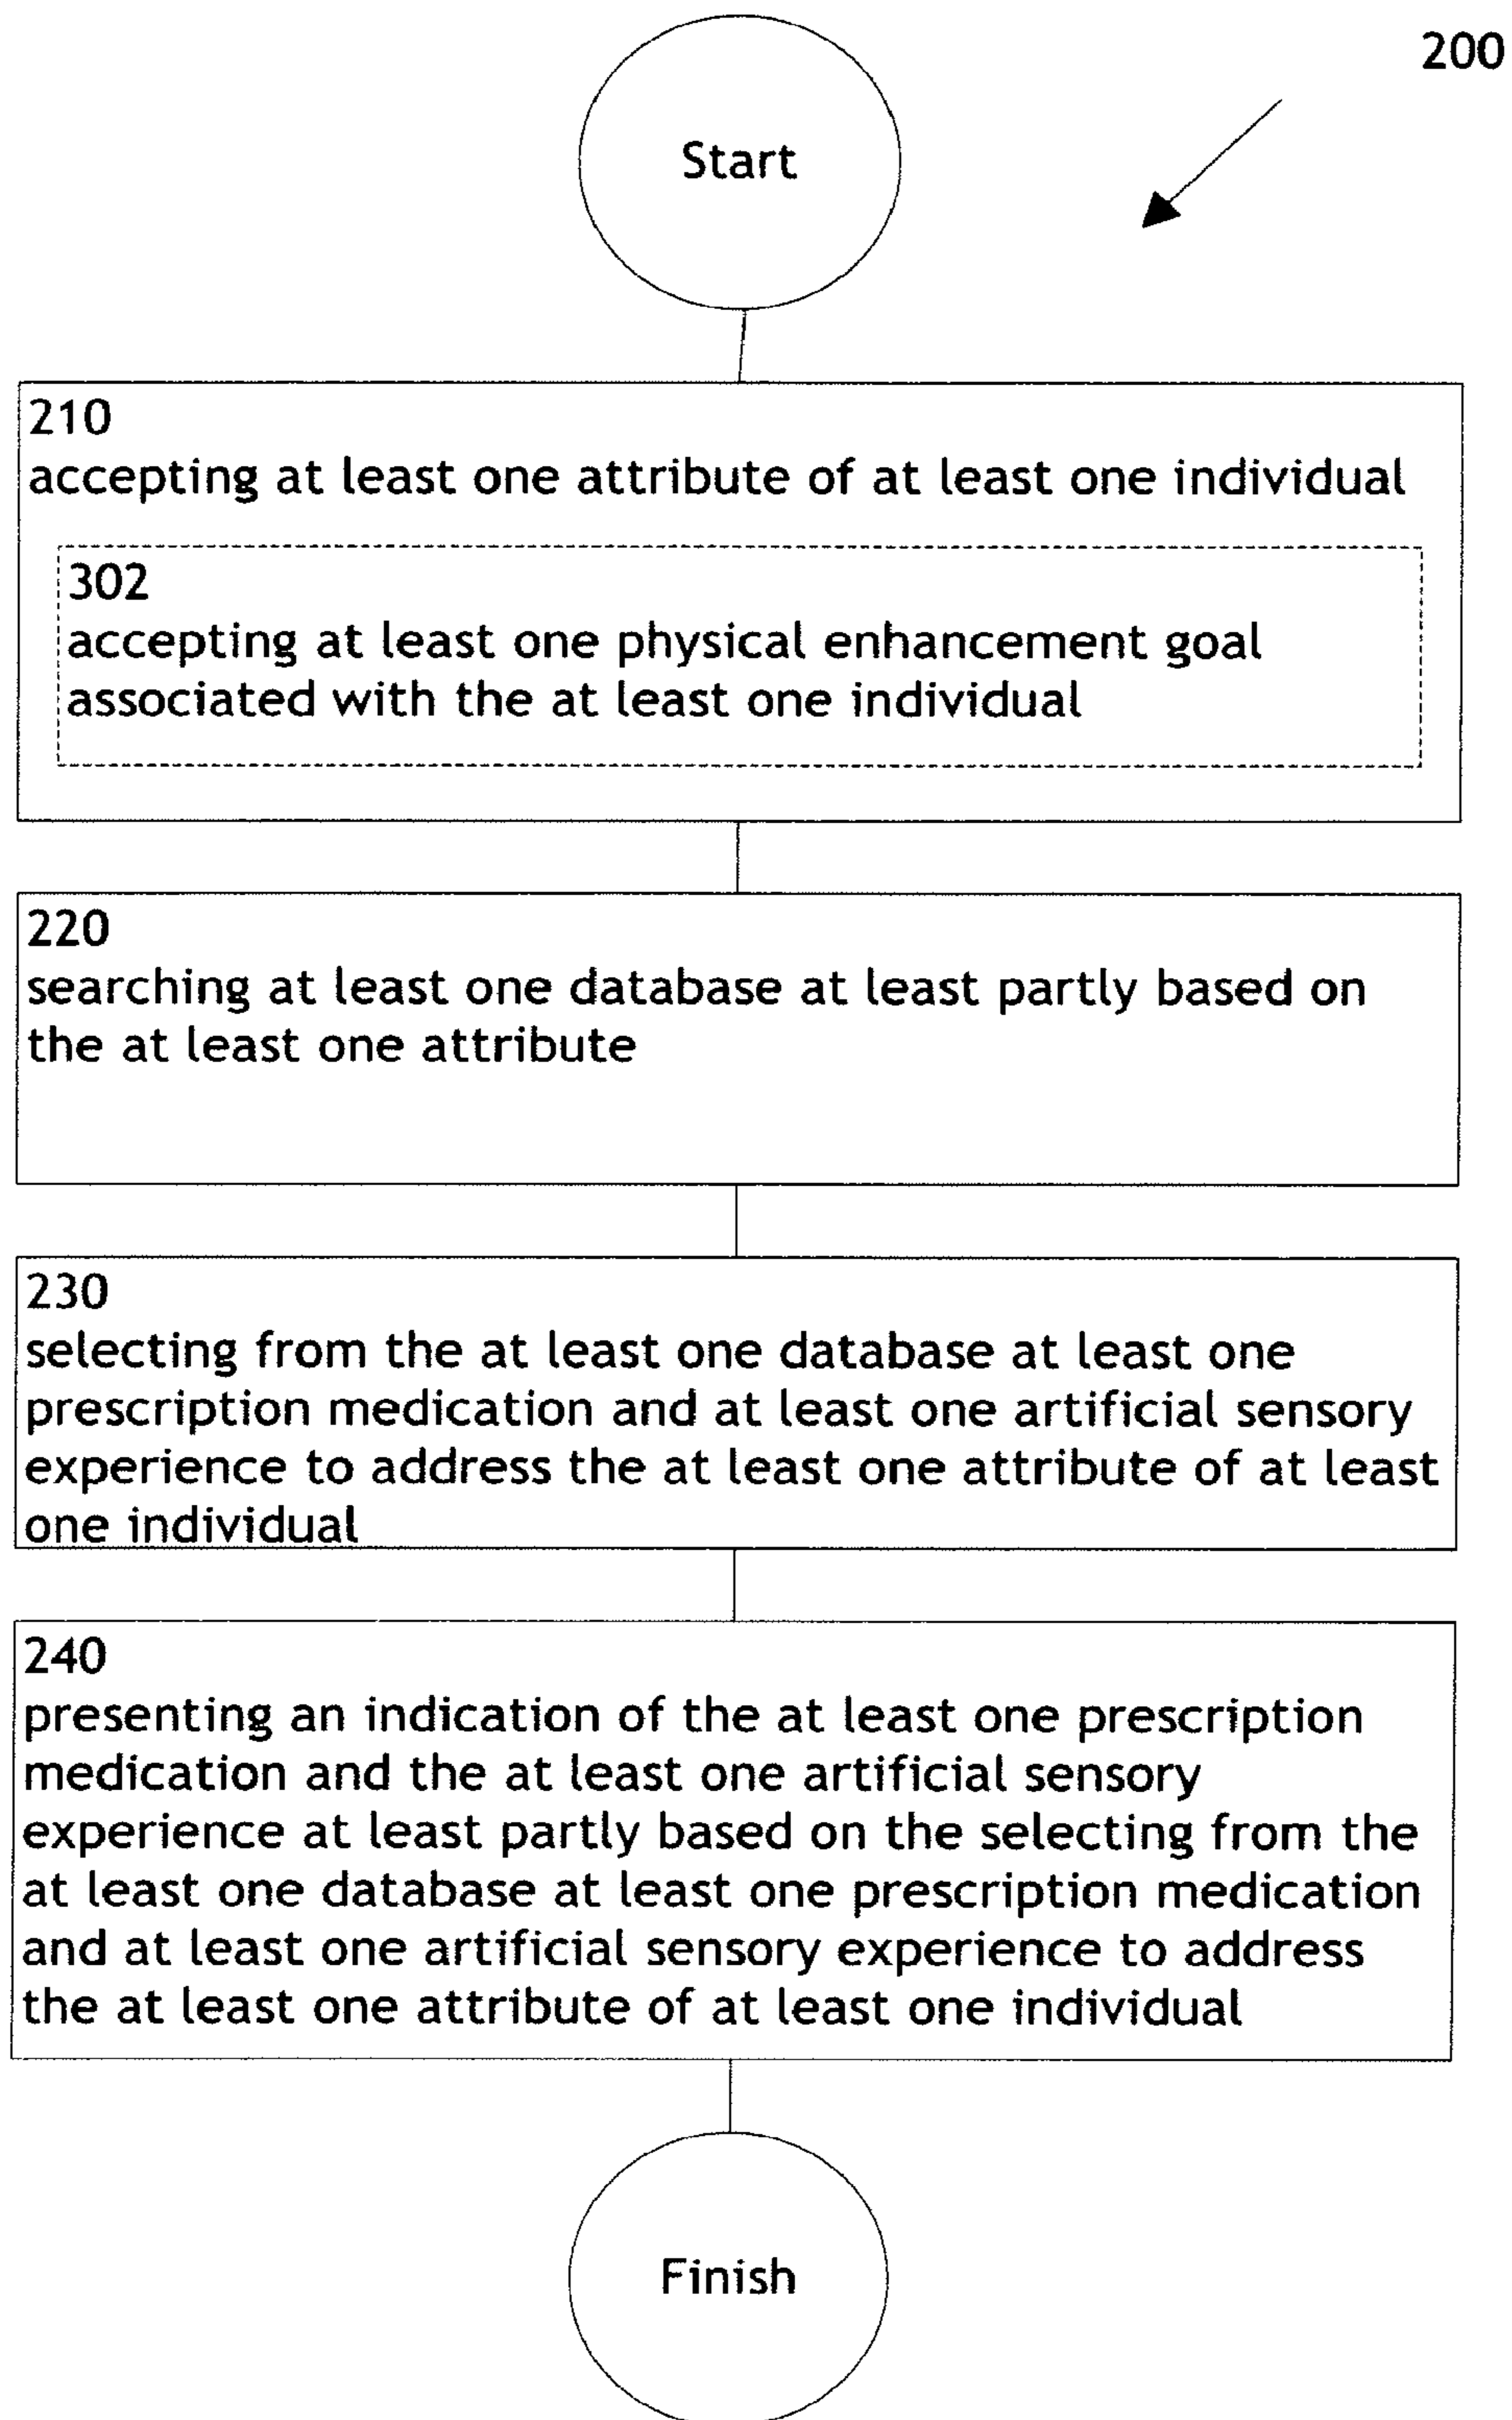 200
Start
210
accepting at least one attribute of at least one individual
302
accepting at least one physical enhancement goal
associated with the at least one individual
220
searching at least one database at least partly based on
the at least one attribute
230
selecting from the at least one database at least one
prescription medication and at least one artificial sensory
experience to address the at least one attribute of at least
one individual
240
presenting an indication of the at least one prescription
medication and the at least one artificial sensory
experience at least partly based on the selecting from the
at least one database at least one prescription medication
and at least one artificial sensory experience to address
the at least one attribute of at least one individual
Finish